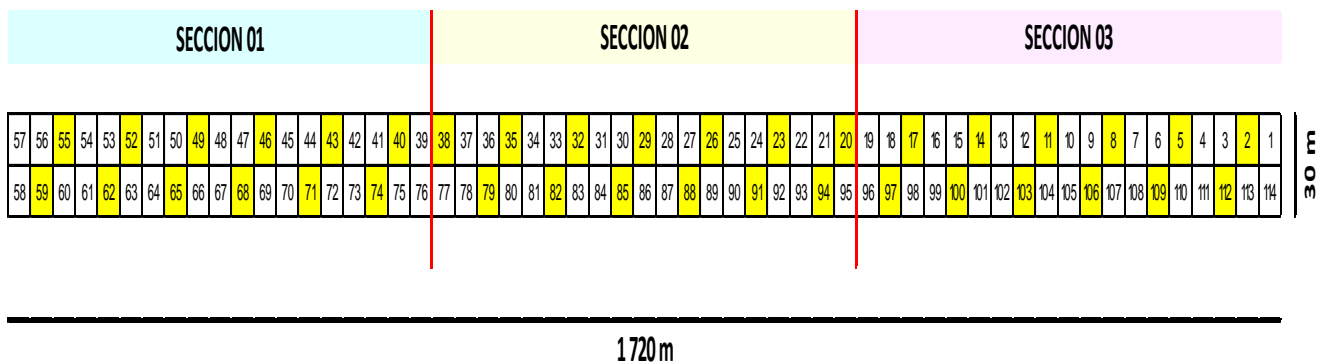 SECCION 01 SECCION 02 SECCION 03
57 56 55 54 53 52 51 50 49 48 47 46 45 44 43 42 41 40 39 38 37 36 35 34 33 32 31 30 29 28 27 26 25 24 23 22 21 20 19 18 17 16 15 14 13 12 11 10 9 8 7 6 5 4 3 2 1
58 59 60 61 62 63 64 65 66 67 68 69 70 71 72 73 74 75 76 77 78 79 80 81 82 83 84 85 86 87 88 89 90 91 92 93 94 95 96 97 98 99 100 101 102 103 104 105 106 107 108 109 110 111 112 113 114
30 m
1 720 m